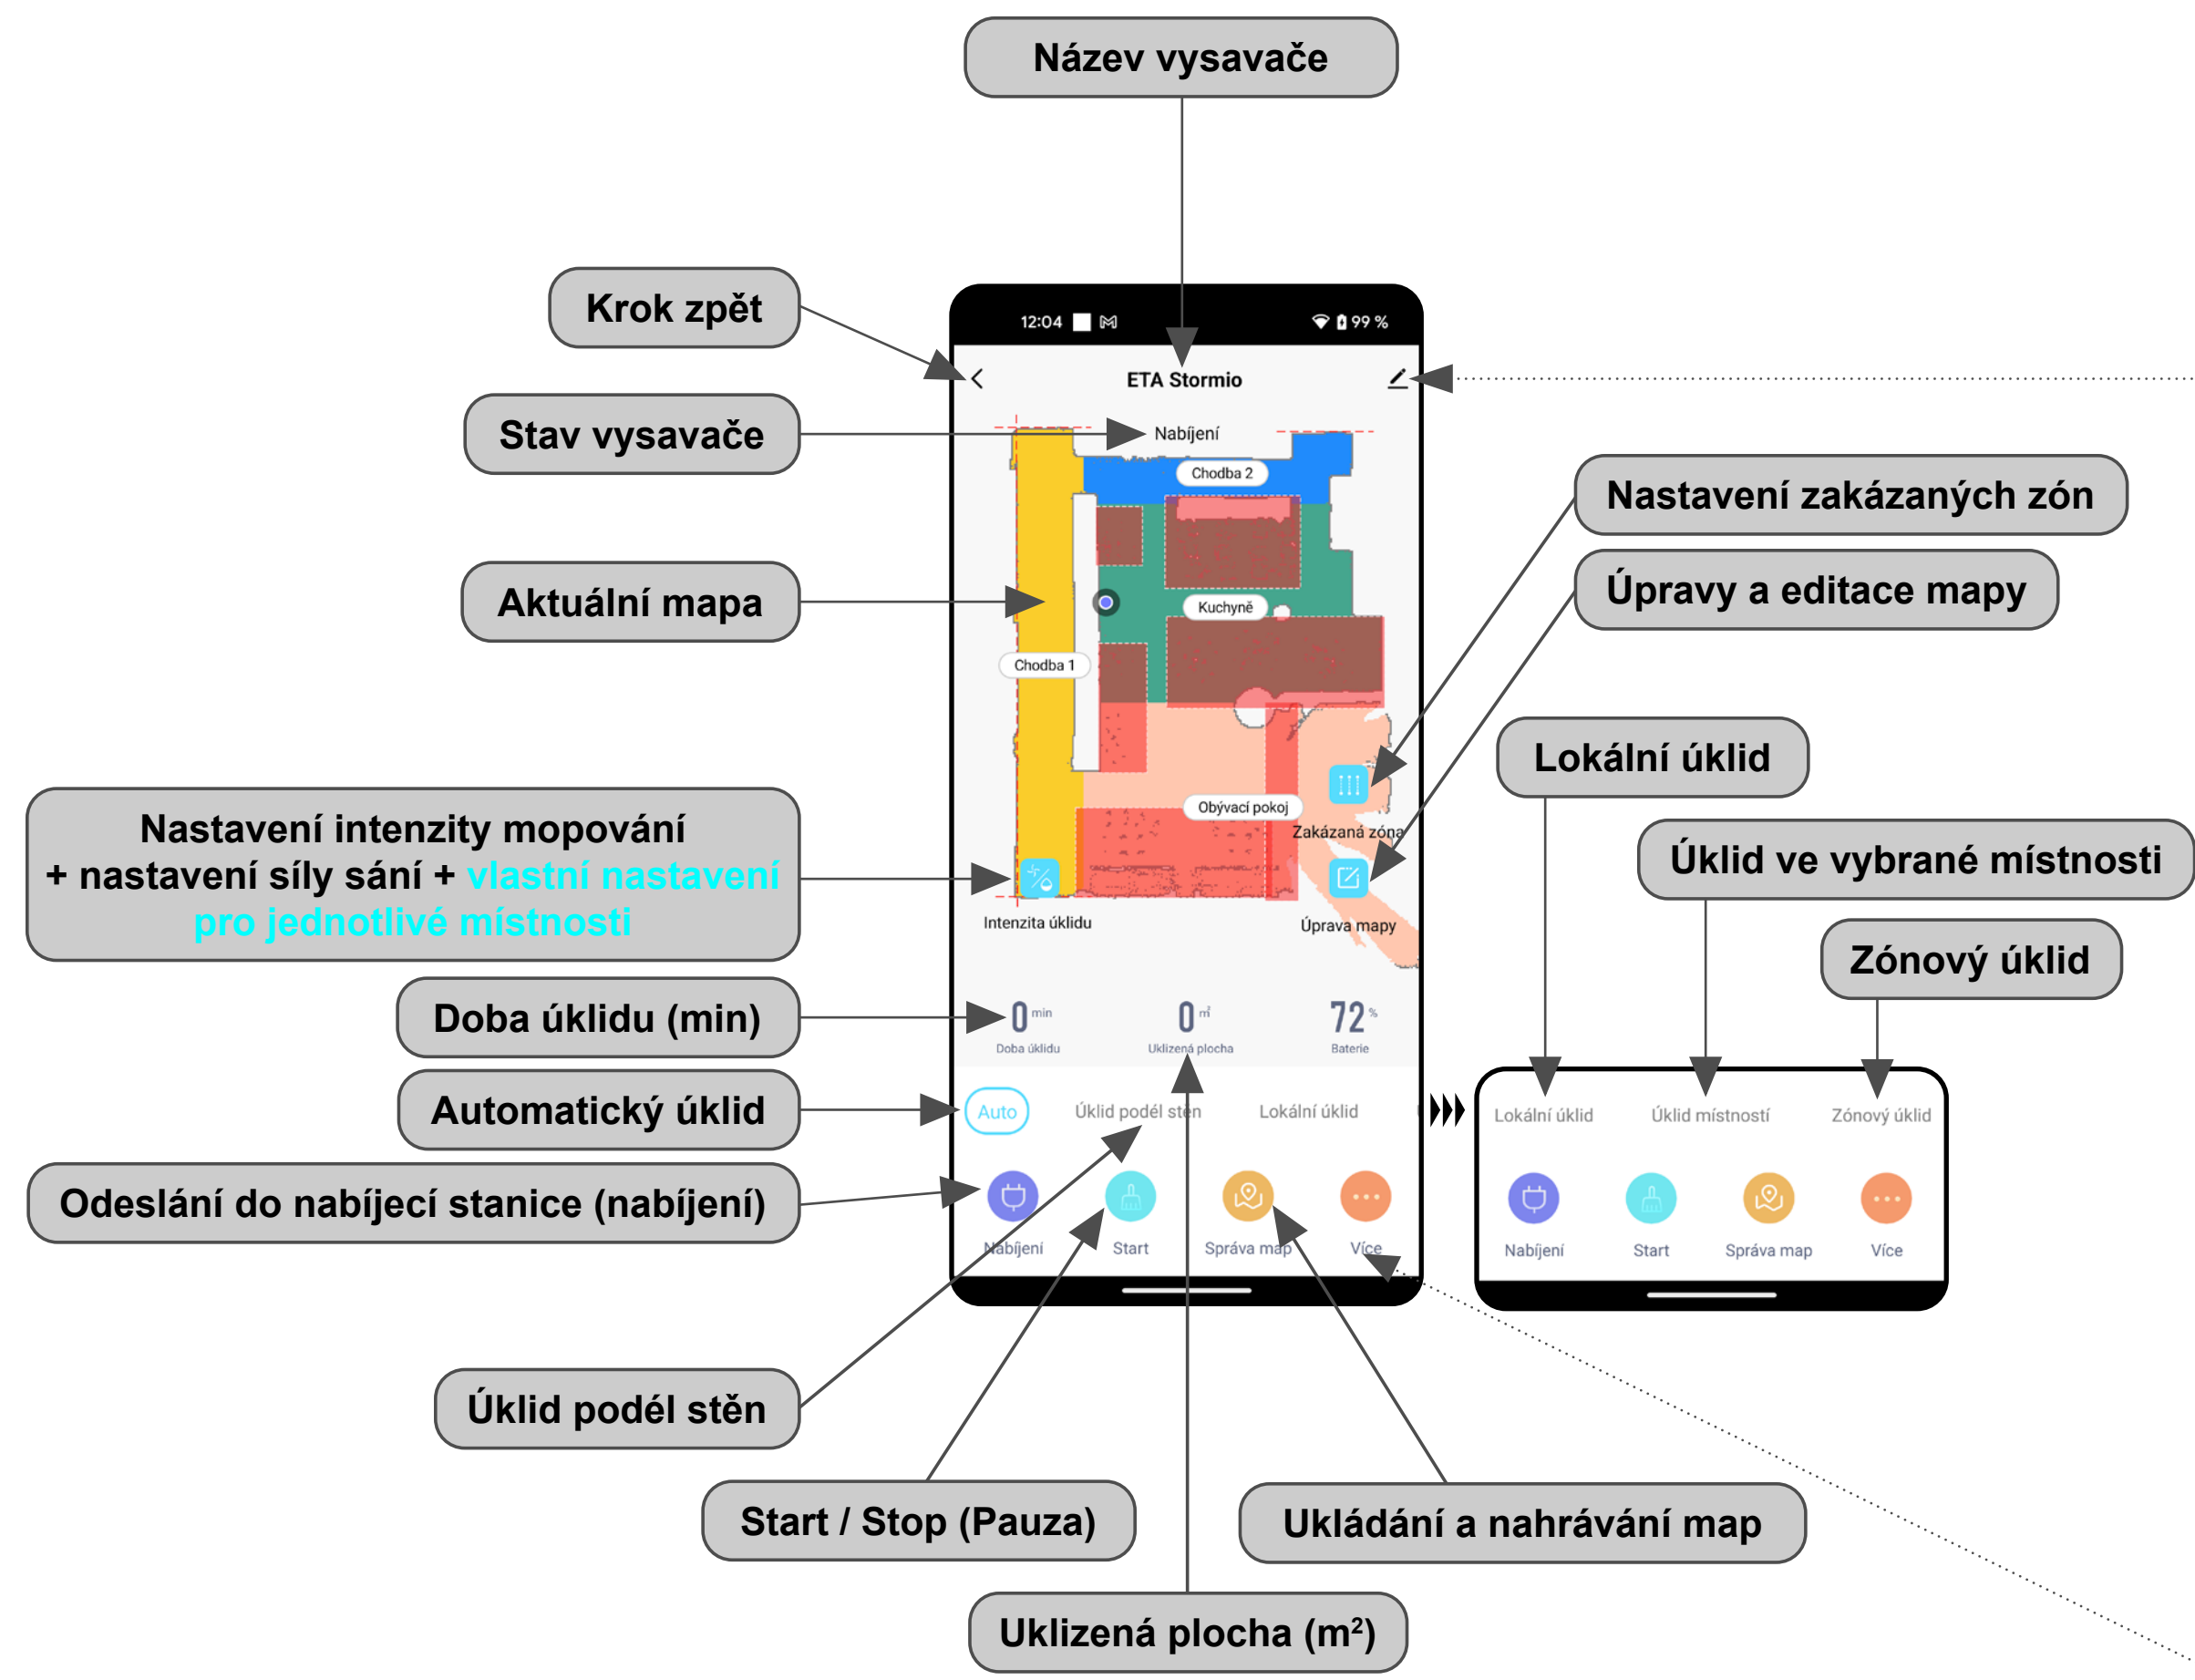 Název vysavače
Krok zpět
12:04
99 %
ETA Stormio
Stav vysavače
Nabíjení
Chodba 2
Nastavení zakázaných zón
Úpravy a editace mapy
Aktuální mapa
Kuchyně
Chodba 1
Lokální úklid
Obývací pokoj
Zakázaná zóna
Nastavení intenzity mopování
+ nastavení síly sání + vlastní nastavení
pro jednotlivé místnosti
Úklid ve vybrané místnosti
Intenzita úklidu
Úprava mapy
Zónový úklid
Doba úklidu (min)
0 min
0 m²
72 %
Doba úklidu
Uklizená plocha
Baterie
Automatický úklid
Auto
Úklid podél stěn
Lokální úklid
Lokální úklid
Úklid místností
Zónový úklid
Odeslání do nabíjecí stanice (nabíjení)
Nabíjení
Start
Správa map
Více
Nabíjení
Start
Správa map
Více
Úklid podél stěn
Start / Stop (Pauza)
Ukládání a nahrávání map
Uklizená plocha (m²)